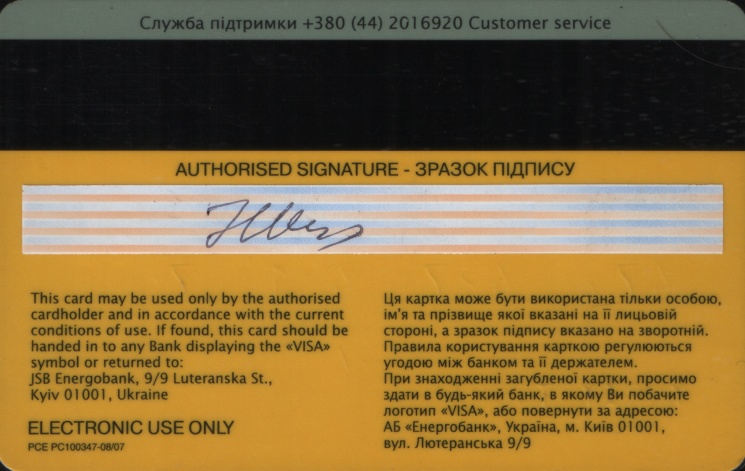 Служба підтримки +380 (44) 2016920 Customer service
AUTHORISED SIGNATURE - ЗРАЗОК ПІДПИСУ
This card may be used only by the authorised
cardholder and in accordance with the current
conditions of use. If found, this card should be
handed in to any Bank displaying the «VISA»
symbol or returned to:
JSB Energobank, 9/9 Luteranska St.,
Kyiv 01001, Ukraine
ELECTRONIC USE ONLY
PCE PC100347-08/07
Ця картка може бути використана тільки особою,
ім'я та прізвище якої вказані на її лицьовій
стороні, а зразок підпису вказано на зворотній.
Правила користування карткою регулюються
угодою між банком та її держателем.
При знаходженні загубленої картки, просимо
здати в будь-який банк, в якому Ви побачите
логотип «VISA», або повернути за адресою:
АБ «Енергобанк», Україна, м. Київ 01001,
вул. Лютеранська 9/9